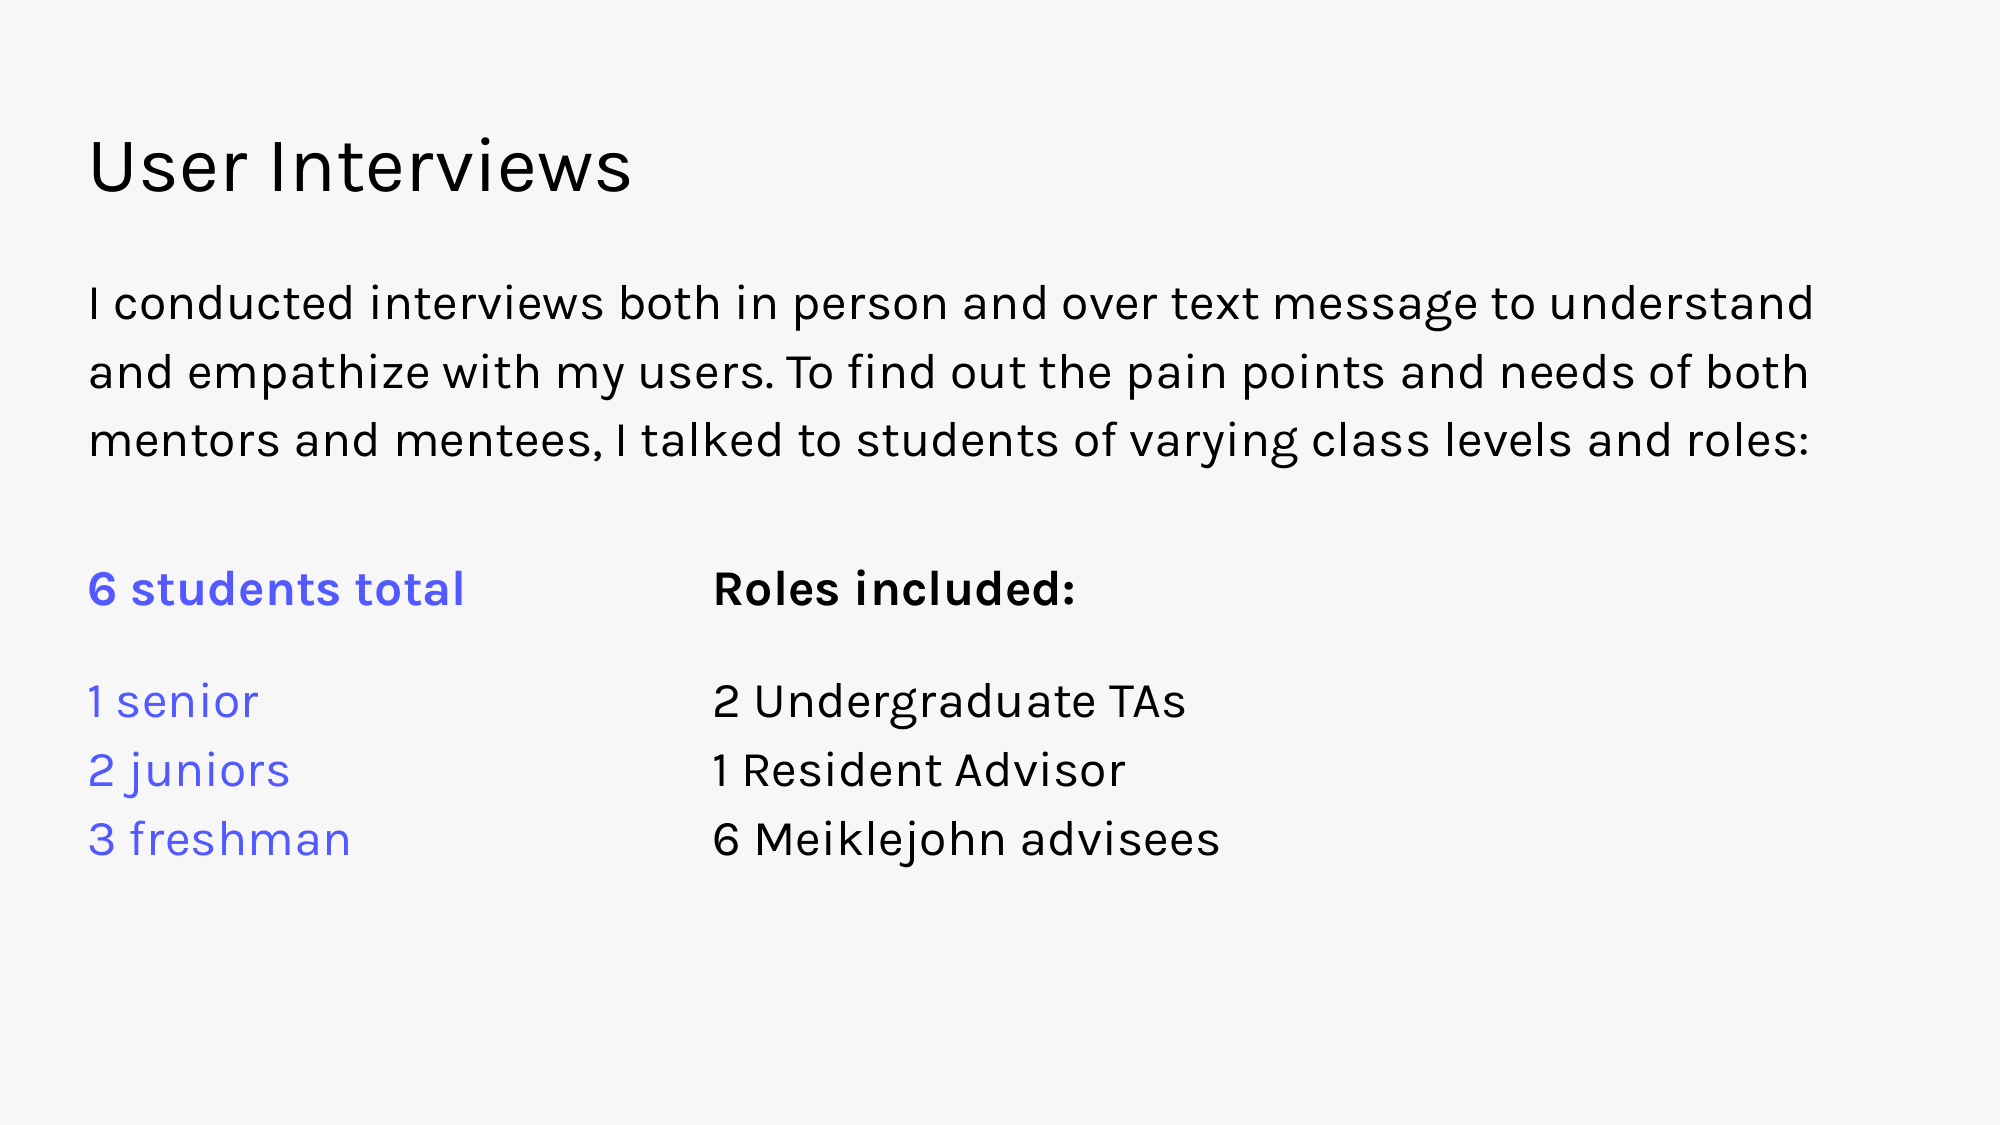 User Interviews
I conducted interviews both in person and over text message to understand
and empathize with my users. To find out the pain points and needs of both
mentors and mentees, I talked to students of varying class levels and roles:
6 students total
1 senior
2 juniors
3 freshman
Roles included:
2 Undergraduate TAs
1 Resident Advisor
6 Meiklejohn advisees